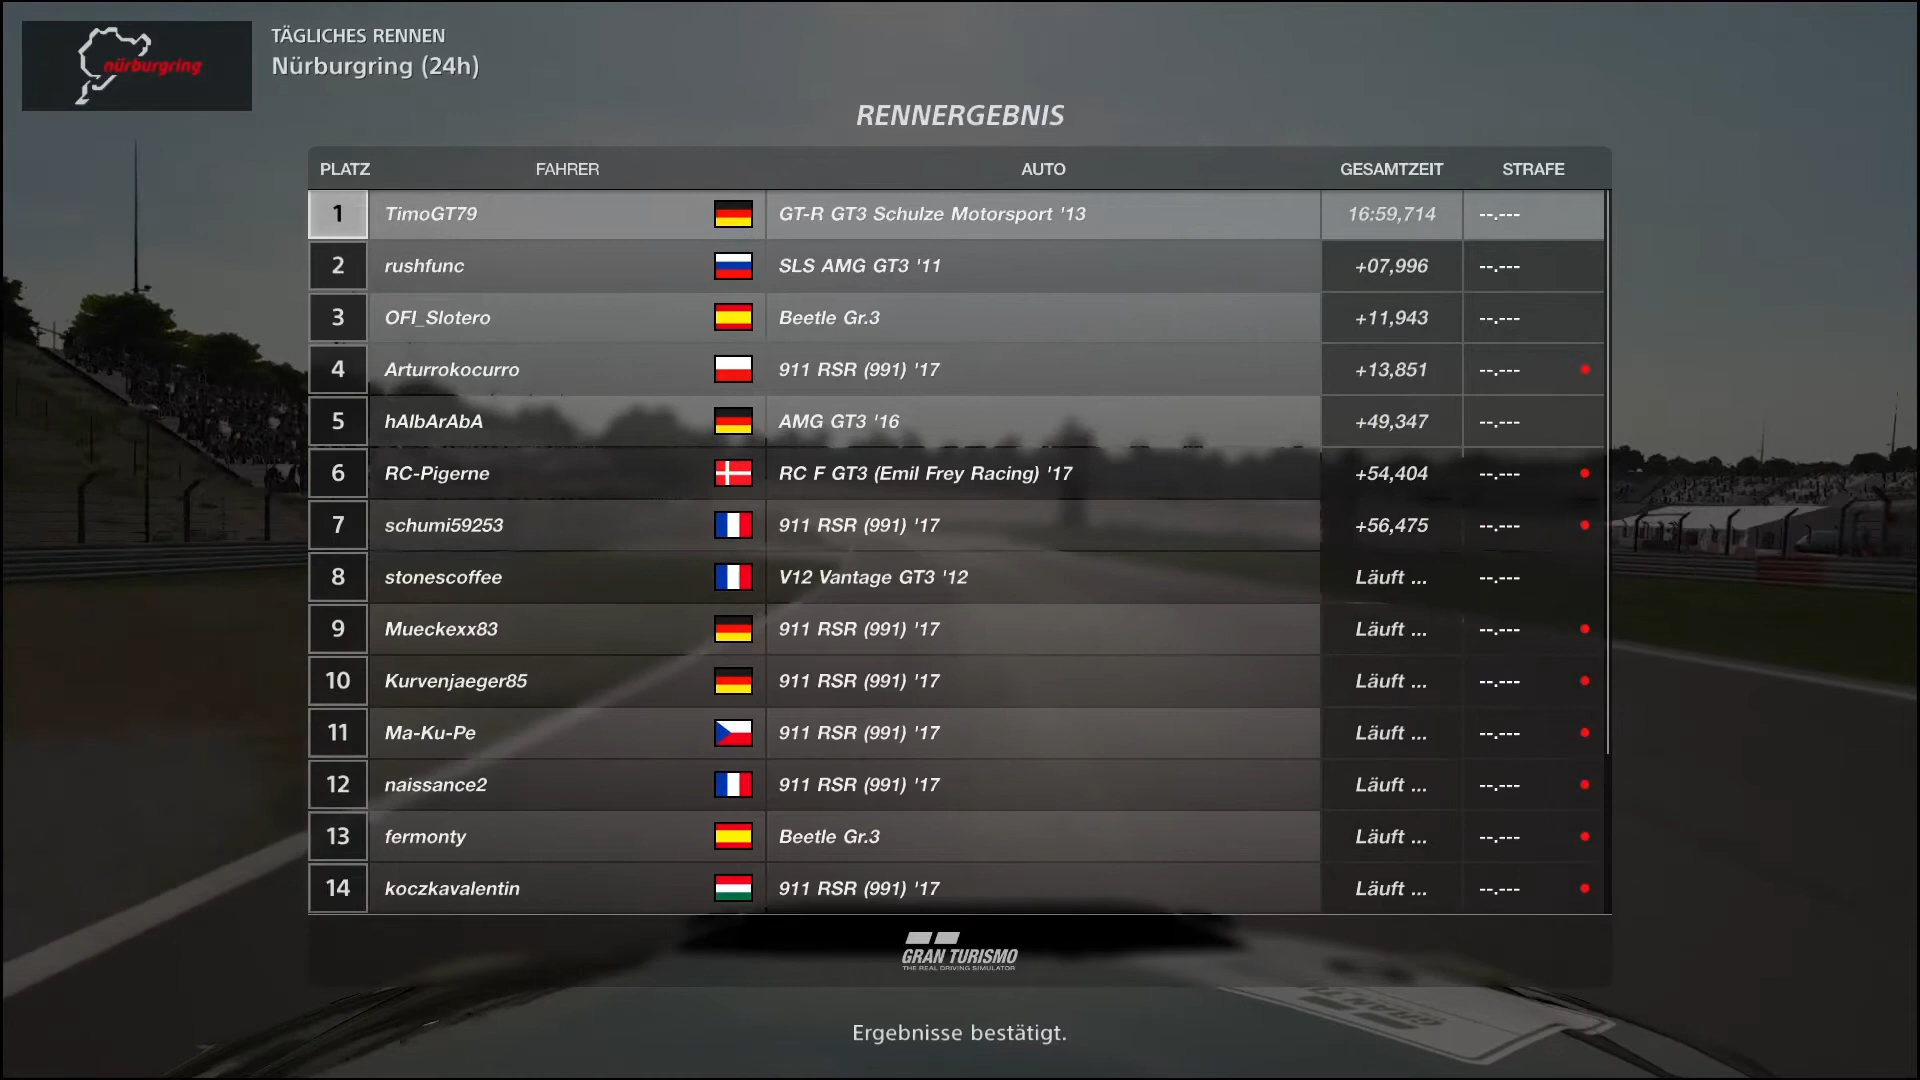 nürburgring
TÄGLICHES RENNEN
Nürburgring (24h)
RENNERGEBNIS
PLATZ FAHRER AUTO GESAMTZEIT STRAFE
1 TimoGT79 GT-R GT3 Schulze Motorsport '13 16:59,714 --.---
2 rushfunc SLS AMG GT3 '11 +07,996 --.---
3 OFI_Slotero Beetle Gr.3 +11,943 --.---
4 Arturrokocurro 911 RSR (991) '17 +13,851 --.---
5 hAlbArAbA AMG GT3 '16 +49,347 --.---
6 RC-Pigerne RC F GT3 (Emil Frey Racing) '17 +54,404 --.---
7 schumi59253 911 RSR (991) '17 +56,475 --.---
8 stonescoffee V12 Vantage GT3 '12 Läuft ... --.---
9 Mueckexx83 911 RSR (991) '17 Läuft ... --.---
10 Kurvenjaeger85 911 RSR (991) '17 Läuft ... --.---
11 Ma-Ku-Pe 911 RSR (991) '17 Läuft ... --.---
12 naissance2 911 RSR (991) '17 Läuft ... --.---
13 fermonty Beetle Gr.3 Läuft ... --.---
14 koczkavalentin 911 RSR (991) '17 Läuft ... --.---
GRAN TURISMO
THE REAL DRIVING SIMULATOR
Ergebnisse bestätigt.